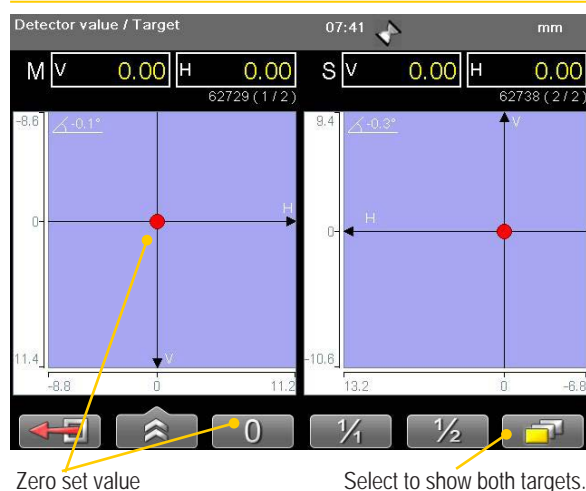 Detector value / Target 07:41 mm
M V 0.00 H 0.00 S V 0.00 H 0.00
62729 (1/2) 62738 (2/2)
-8.6 -0.1° 9.4 -0.3° V
H H
0 0
11.4 V -10.6
-8.8 0 11.2 13.2 0 -6.8
0 1/1 1/2
Zero set value Select to show both targets.